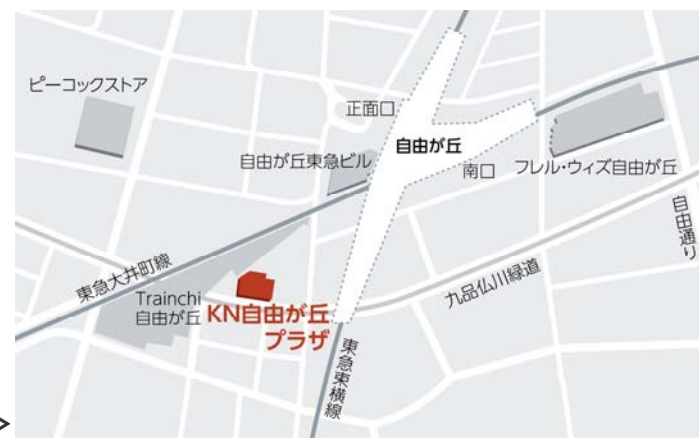 ピーコックストア
正面口
自由が丘
自由が丘東急ビル
南口
フレル・ウィズ自由が丘
自由通り
東急大井町線
九品仏川緑道
Trainchi
自由が丘
KN自由が丘
プラザ
東急東横線